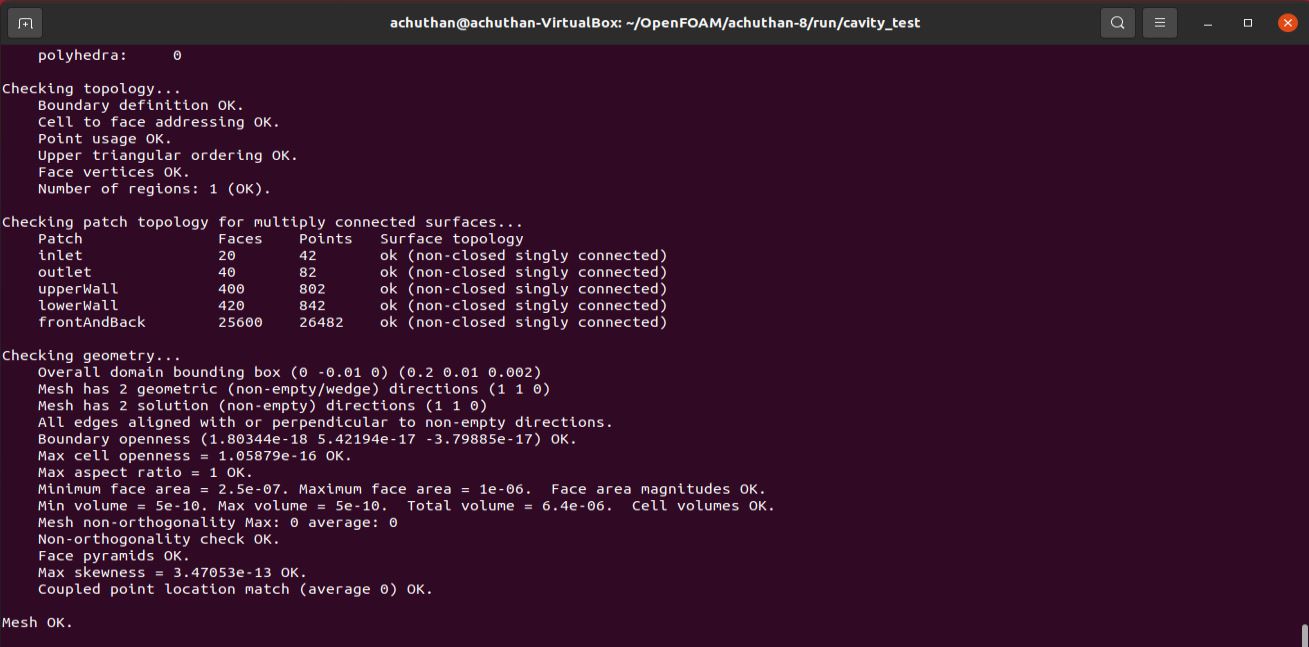 achuthan@achuthan-VirtualBox: ~/OpenFOAM/achuthan-8/run/cavity_test
polyhedra:     0
Checking topology...
Boundary definition OK.
Cell to face addressing OK.
Point usage OK.
Upper triangular ordering OK.
Face vertices OK.
Number of regions: 1 (OK).
Checking patch topology for multiply connected surfaces...
Patch               Faces    Points   Surface topology
inlet               20       42       ok (non-closed singly connected)
outlet              40       82       ok (non-closed singly connected)
upperWall           400      802      ok (non-closed singly connected)
lowerWall           420      842      ok (non-closed singly connected)
frontAndBack        25600    26482    ok (non-closed singly connected)
Checking geometry...
Overall domain bounding box (0 -0.01 0) (0.2 0.01 0.002)
Mesh has 2 geometric (non-empty/wedge) directions (1 1 0)
Mesh has 2 solution (non-empty) directions (1 1 0)
All edges aligned with or perpendicular to non-empty directions.
Boundary openness (1.80344e-18 5.42194e-17 -3.79885e-17) OK.
Max cell openness = 1.05879e-16 OK.
Max aspect ratio = 1 OK.
Minimum face area = 2.5e-07. Maximum face area = 1e-06.  Face area magnitudes OK.
Min volume = 5e-10. Max volume = 5e-10.  Total volume = 6.4e-06.  Cell volumes OK.
Mesh non-orthogonality Max: 0 average: 0
Non-orthogonality check OK.
Face pyramids OK.
Max skewness = 3.47053e-13 OK.
Coupled point location match (average 0) OK.
Mesh OK.